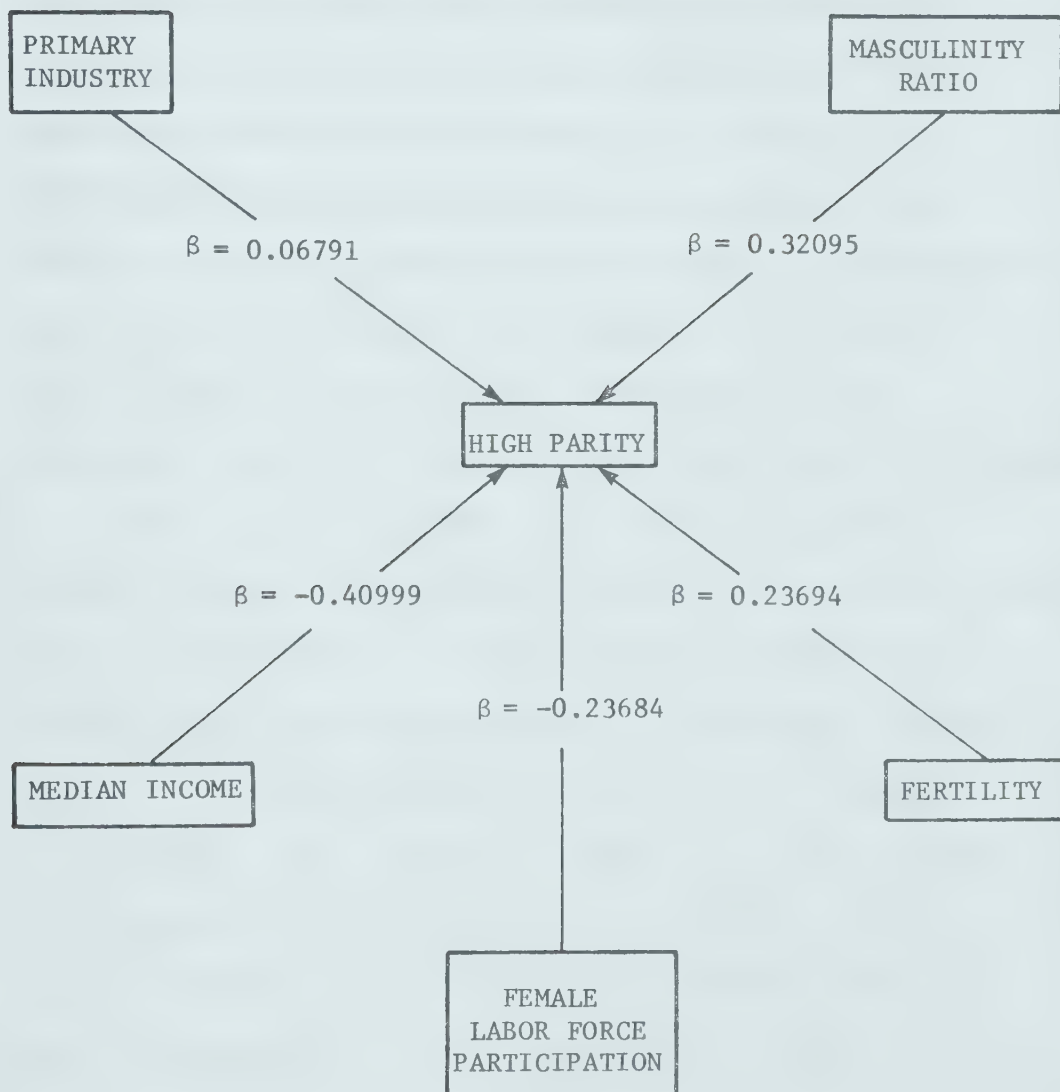 PRIMARY
INDUSTRY
MASCULINITY
RATIO
β = 0.06791
β = 0.32095
HIGH PARITY
β = -0.40999
β = 0.23694
β = -0.23684
MEDIAN INCOME
FERTILITY
FEMALE
LABOR FORCE
PARTICIPATION